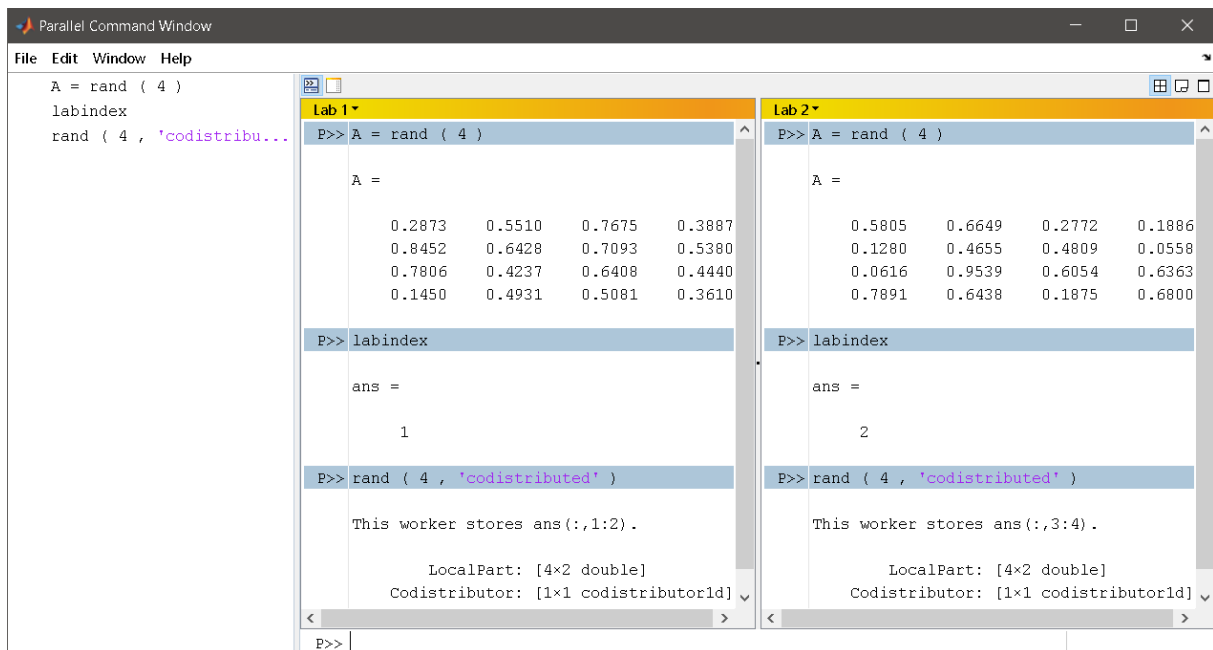 Parallel Command Window
File Edit Window Help
A = rand ( 4 )
labindex
rand ( 4 , 'codistribu...
Lab 1
P>> A = rand ( 4 )
A =
0.2873 0.5510 0.7675 0.3887
0.8452 0.6428 0.7093 0.5380
0.7806 0.4237 0.6408 0.4440
0.1450 0.4931 0.5081 0.3610
P>> labindex
ans =
1
P>> rand ( 4 , 'codistributed' )
This worker stores ans(:,1:2).
LocalPart: [4×2 double]
Codistributor: [1×1 codistributor1d]
Lab 2
P>> A = rand ( 4 )
A =
0.5805 0.6649 0.2772 0.1886
0.1280 0.4655 0.4809 0.0558
0.0616 0.9539 0.6054 0.6363
0.7891 0.6438 0.1875 0.6800
P>> labindex
ans =
2
P>> rand ( 4 , 'codistributed' )
This worker stores ans(:,3:4).
LocalPart: [4×2 double]
Codistributor: [1×1 codistributor1d]
P>>